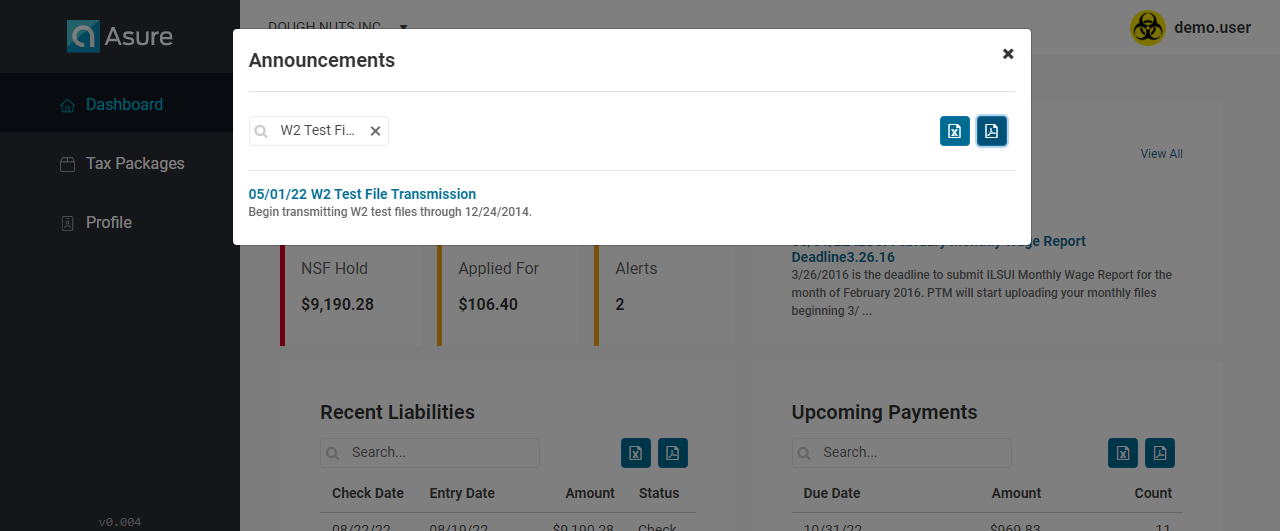 Asure
DOUGH NUTS INC
demo.user
Announcements
Dashboard
W2 Test Fi...
Tax Packages
View All
05/01/22 W2 Test File Transmission
Begin transmitting W2 test files through 12/24/2014.
Profile
Wage Report
Deadline3.26.16
NSF Hold
Applied For
Alerts
3/26/2016 is the deadline to submit ILSUI Monthly Wage Report for the
month of February 2016. PTM will start uploading your monthly files
beginning 3/ ...
$9,190.28
$106.40
2
Recent Liabilities
Upcoming Payments
Search...
Search...
Check Date Entry Date Amount Status
Due Date Amount Count
08/22/22 08/19/22 $9,190.28 Check
10/31/22 $969.83 11
v0.004